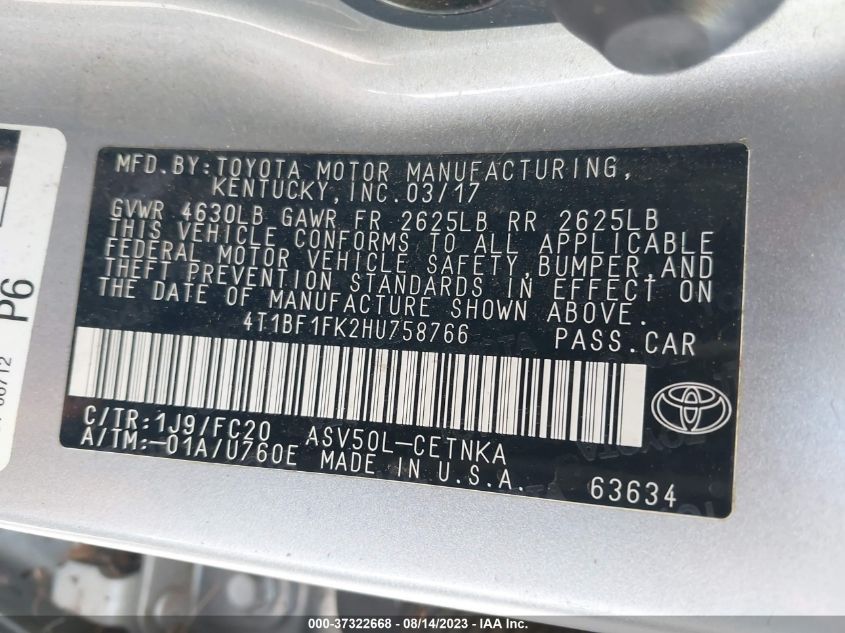 MFD.BY:TOYOTA MOTOR MANUFACTURING,
KENTUCKY,INC.03/17
GVWR 4630LB GAWR FR 2625LB RR 2625LB
THIS VEHICLE CONFORMS TO ALL APPLICABLE
FEDERAL MOTOR VEHICLE SAFETY,BUMPER,AND
THEFT PREVENTION STANDARDS IN EFFECT ON
THE DATE OF MANUFACTURE SHOWN ABOVE.
4T1BF1FK2HU758766 PASS.CAR
C/TR:1J9/FC20 ASV50L-CETNKA
A/TM:-01A/U760E MADE IN U.S.A. 63634
P6
000-37322668 - 08/14/2023 - IAA Inc.